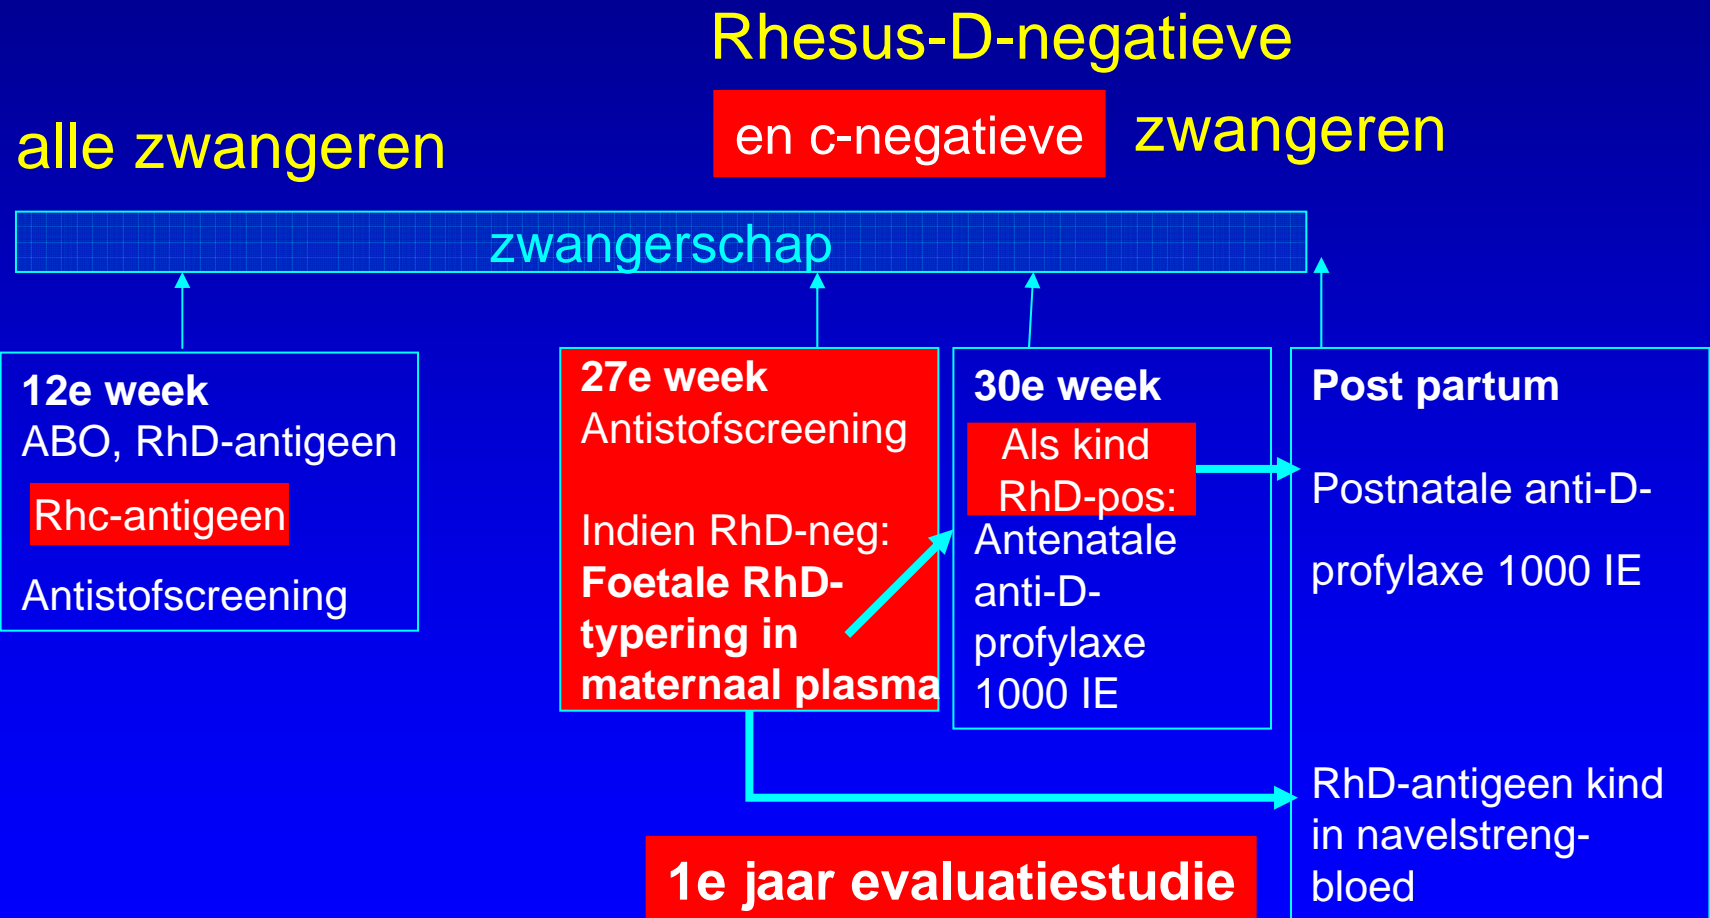 Rhesus-D-negatieve
alle zwangeren
en c-negatieve zwangeren
zwangerschap
12e week
ABO, RhD-antigeen
Rhc-antigeen
Antistofscreening
27e week
Antistofscreening
Indien RhD-neg:
Foetale RhD-
typering in
maternaal plasma
30e week
Als kind
RhD-pos:
Antenatale
anti-D-
profylaxe
1000 IE
Post partum
Postnatale anti-D-
profylaxe 1000 IE
RhD-antigeen kind
in navelstreng-
bloed
1e jaar evaluatiestudie